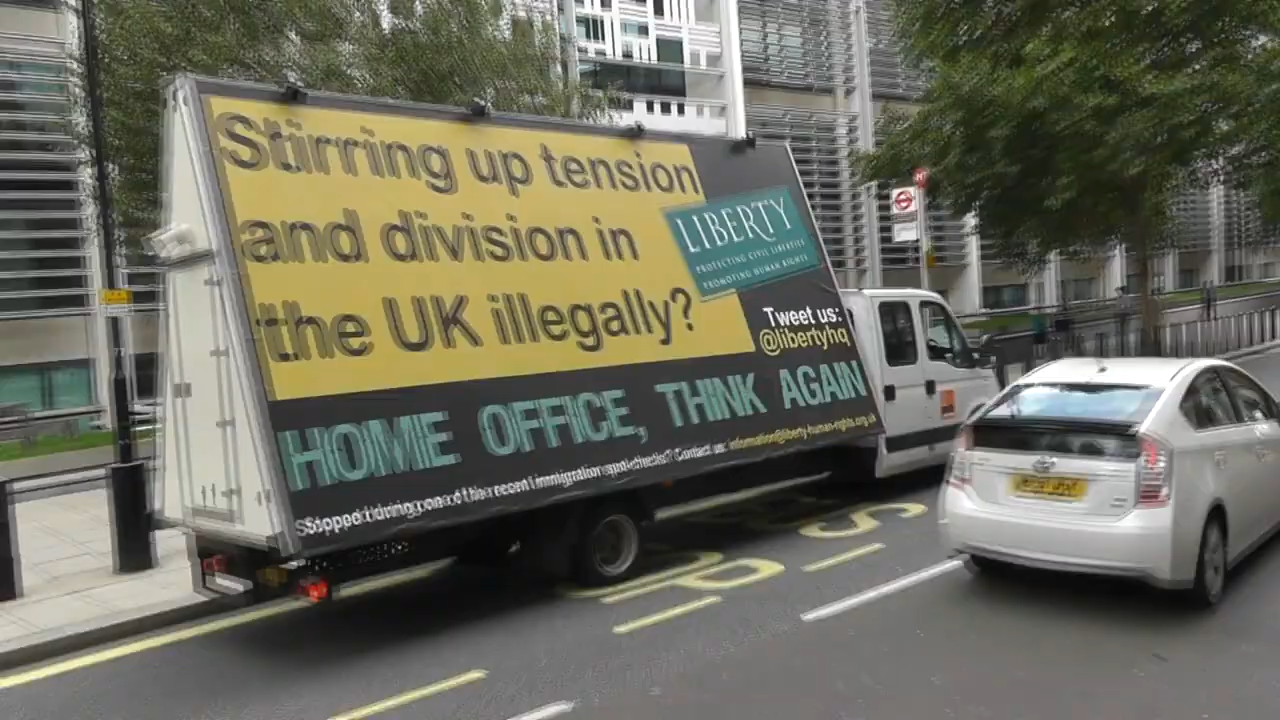 Stirring up tension
and division in
the UK illegally?
LIBERTY
PROTECTING CIVIL LIBERTIES
PROMOTING HUMAN RIGHTS
Tweet us:
@libertyhq
HOME OFFICE, THINK AGAIN
Stopped during one of the recent immigration spot-checks? Contact us: information@liberty-human-rights.org.uk
H